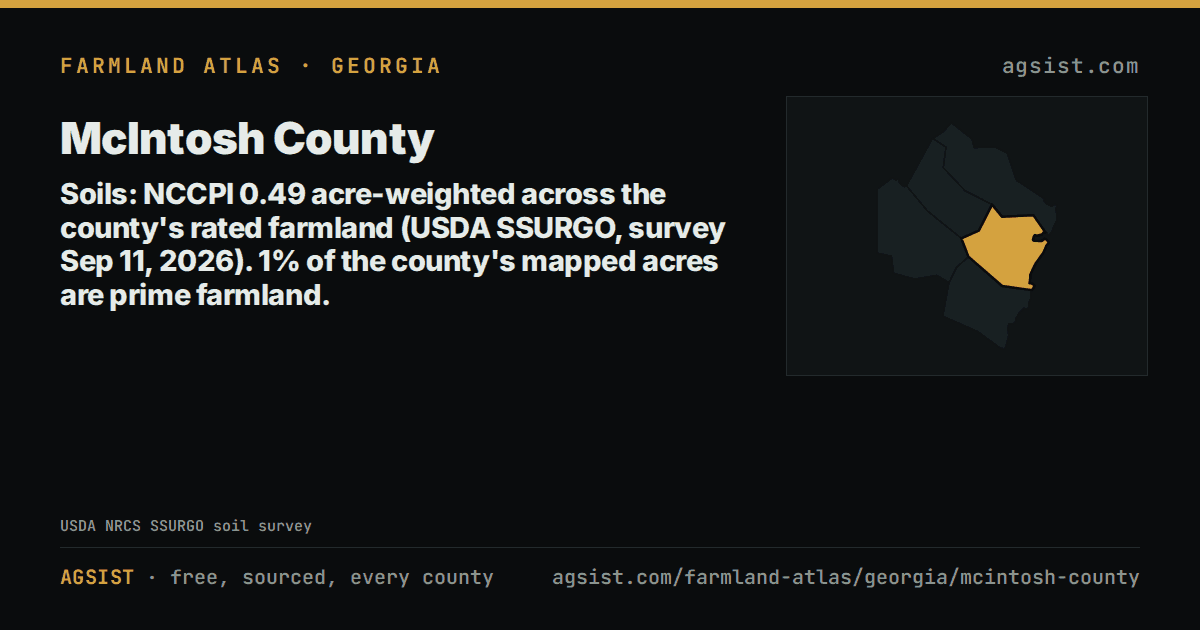 FARMLAND ATLAS · GEORGIA
agsist.com
McIntosh County
Soils: NCCPI 0.49 acre-weighted across the
county's rated farmland (USDA SSURGO, survey
Sep 11, 2026). 1% of the county's mapped acres
are prime farmland.
USDA NRCS SSURGO soil survey
AGSIST · free, sourced, every county
agsist.com/farmland-atlas/georgia/mcintosh-county